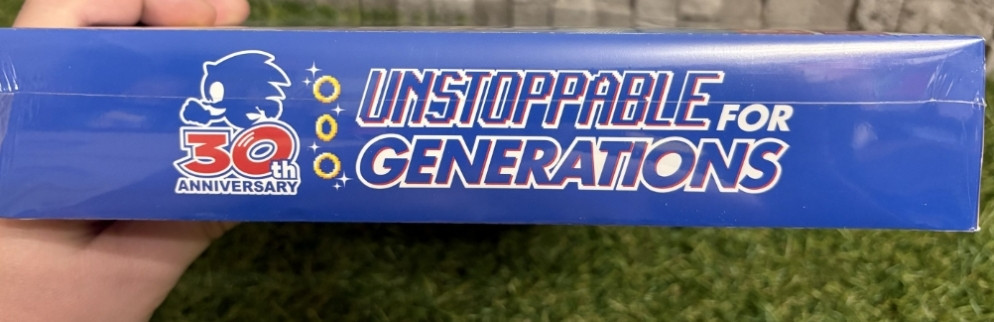 30th
ANNIVERSARY
UNSTOPPABLE FOR
GENERATIONS